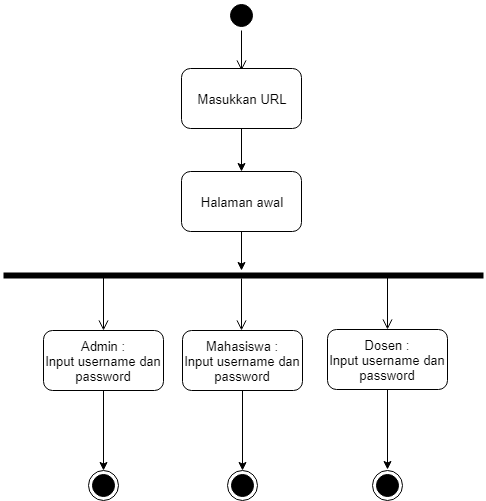 Masukkan URL
Halaman awal
Admin :
Input username dan
password
Mahasiswa :
Input username dan
password
Dosen :
Input username dan
password